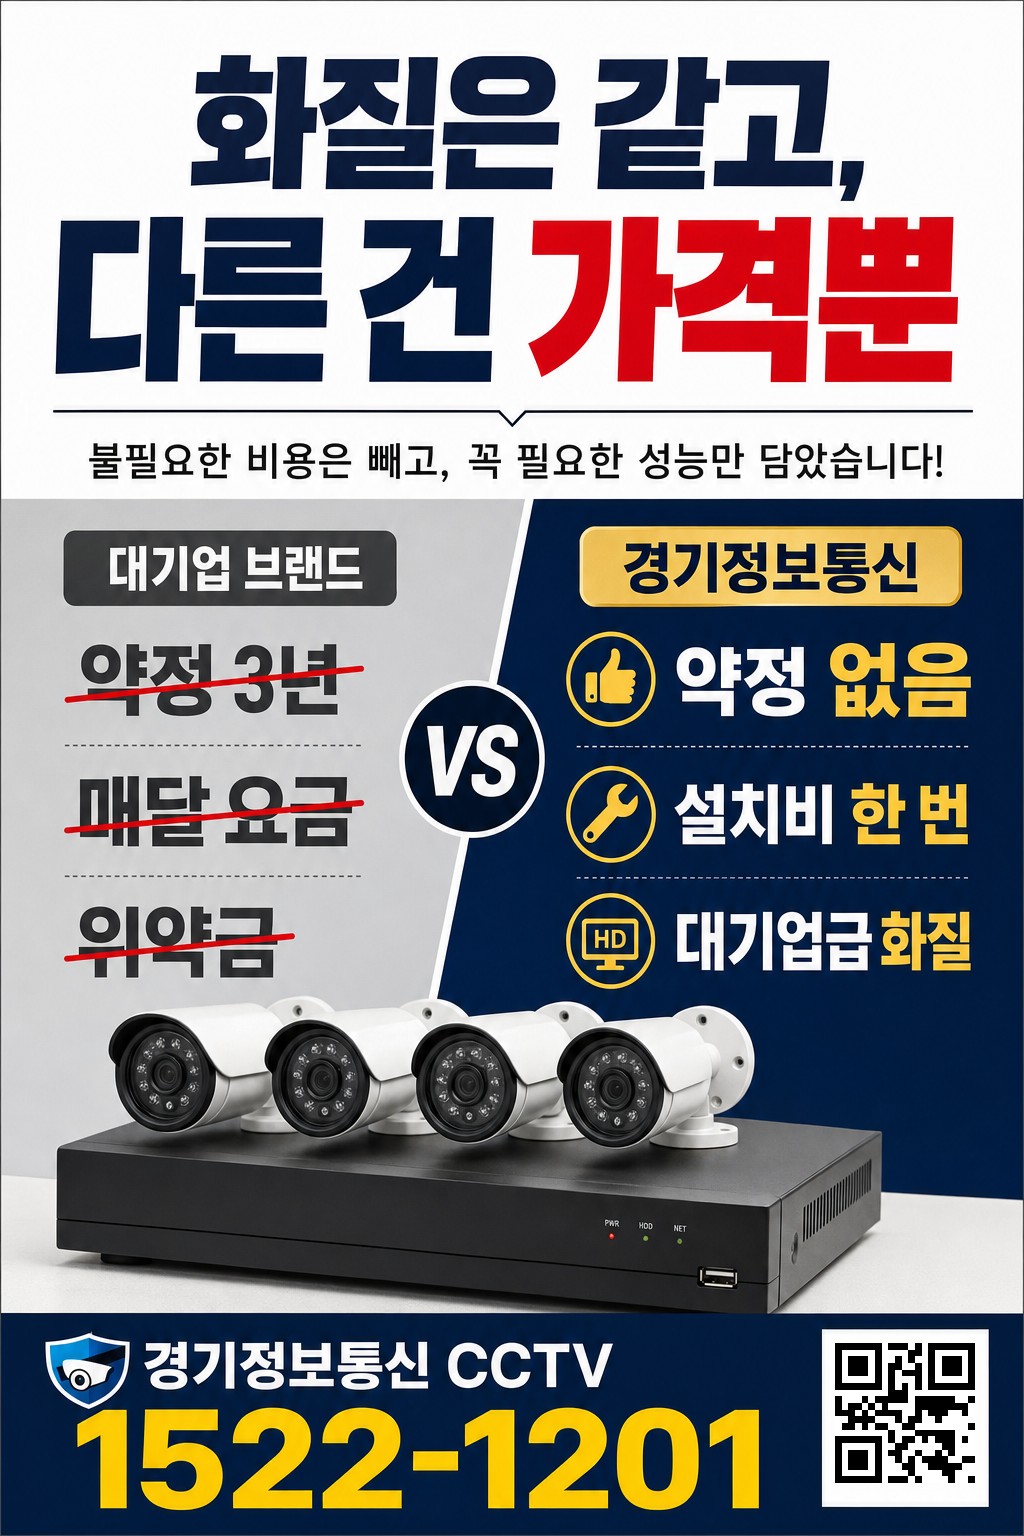 화질은 같고,
다른 건 가격뿐
불필요한 비용은 빼고, 꼭 필요한 성능만 담았습니다!
대기업 브랜드
약정 3년
매달 요금
위약금
VS
경기정보통신
약정 없음
설치비 한 번
HD
대기업급 화질
PWR HDD NET
경기정보통신 CCTV
1522-1201